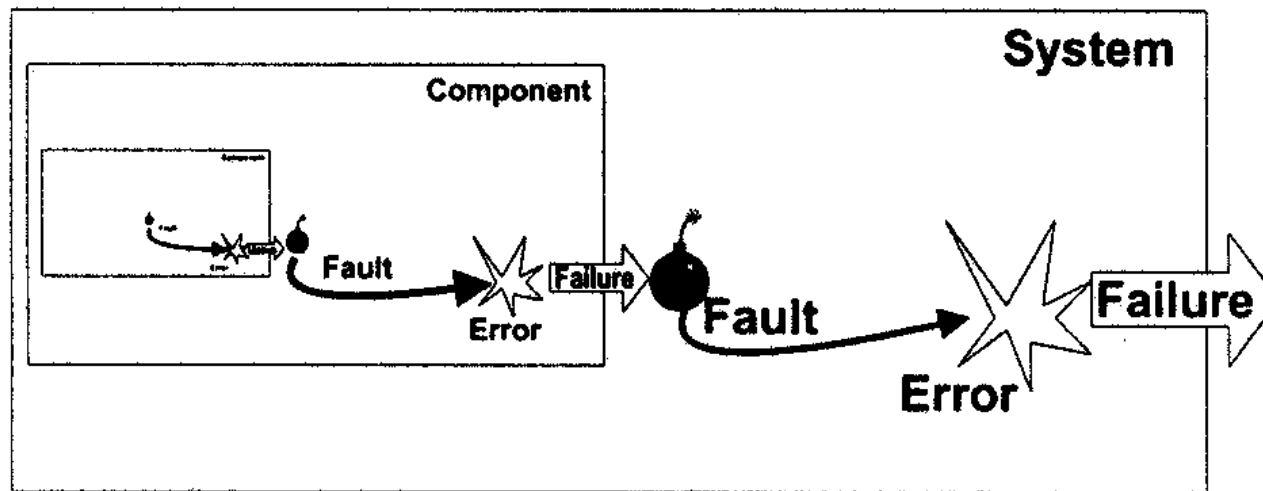 System
Component
Fault
Error
Failure
Fault
Error
Failure